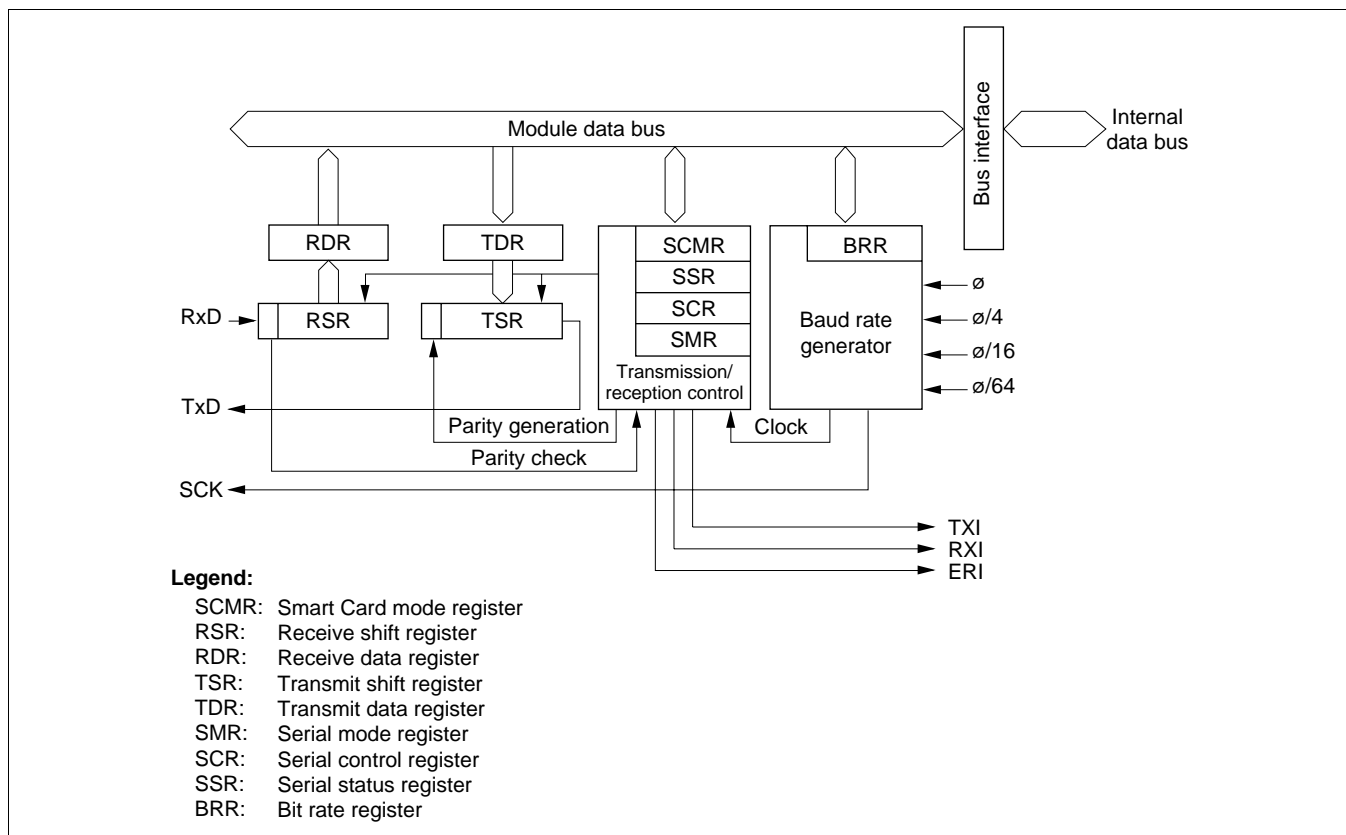 Module data bus
Bus interface
Internal
data bus
RDR
TDR
SCMR
SSR
SCR
SMR
Transmission/
reception control
BRR
Baud rate
generator
ø
ø/4
ø/16
ø/64
RxD
RSR
TSR
TxD
Parity generation
Clock
Parity check
SCK
TXI
RXI
ERI
Legend:
SCMR: Smart Card mode register
RSR: Receive shift register
RDR: Receive data register
TSR: Transmit shift register
TDR: Transmit data register
SMR: Serial mode register
SCR: Serial control register
SSR: Serial status register
BRR: Bit rate register